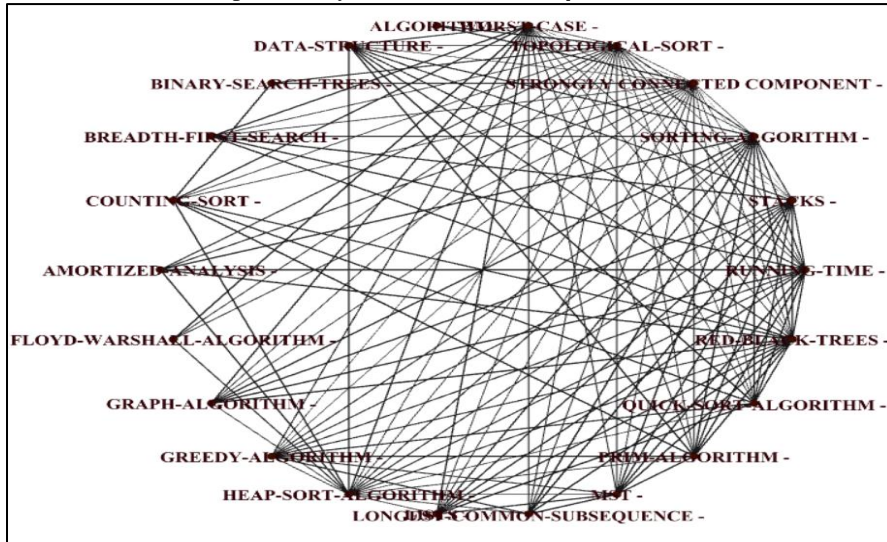 ALGORITHM -
WORST-CASE -
DATA-STRUCTURE -
TOPOLOGICAL-SORT -
BINARY-SEARCH-TREES -
STRONGLY CONNECTED COMPONENT -
BREADTH-FIRST-SEARCH -
SORTING-ALGORITHM -
COUNTING-SORT -
STACKS -
AMORTIZED-ANALYSIS -
RUNNING-TIME -
FLOYD-WARSHALL-ALGORITHM -
RED-BLACK-TREES -
GRAPH-ALGORITHM -
QUICK-SORT-ALGORITHM -
GREEDY-ALGORITHM -
PRIM-ALGORITHM -
HEAP-SORT-ALGORITHM -
MST -
LONGEST-COMMON-SUBSEQUENCE -